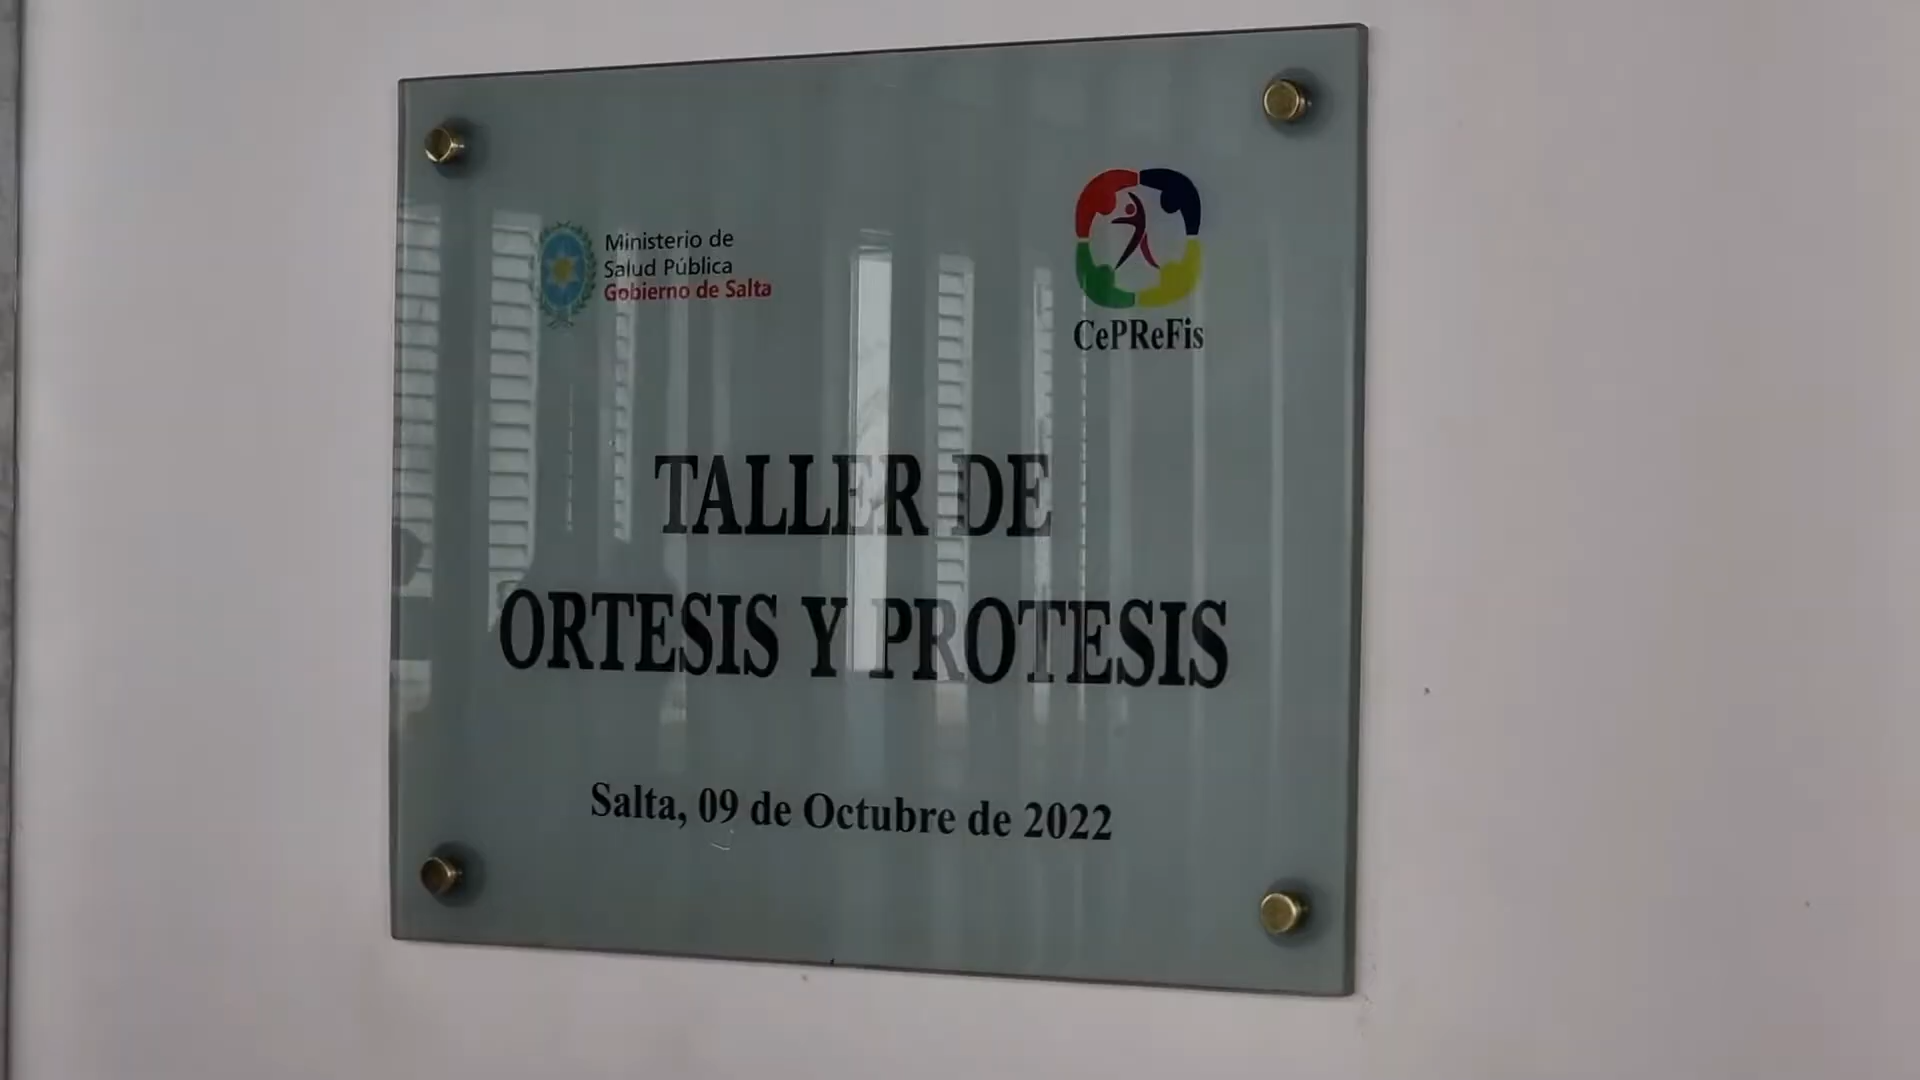 Ministerio de
Salud Pública
Gobierno de Salta
CePReFis
TALLER DE
ORTESIS Y PROTESIS
Salta, 09 de Octubre de 2022